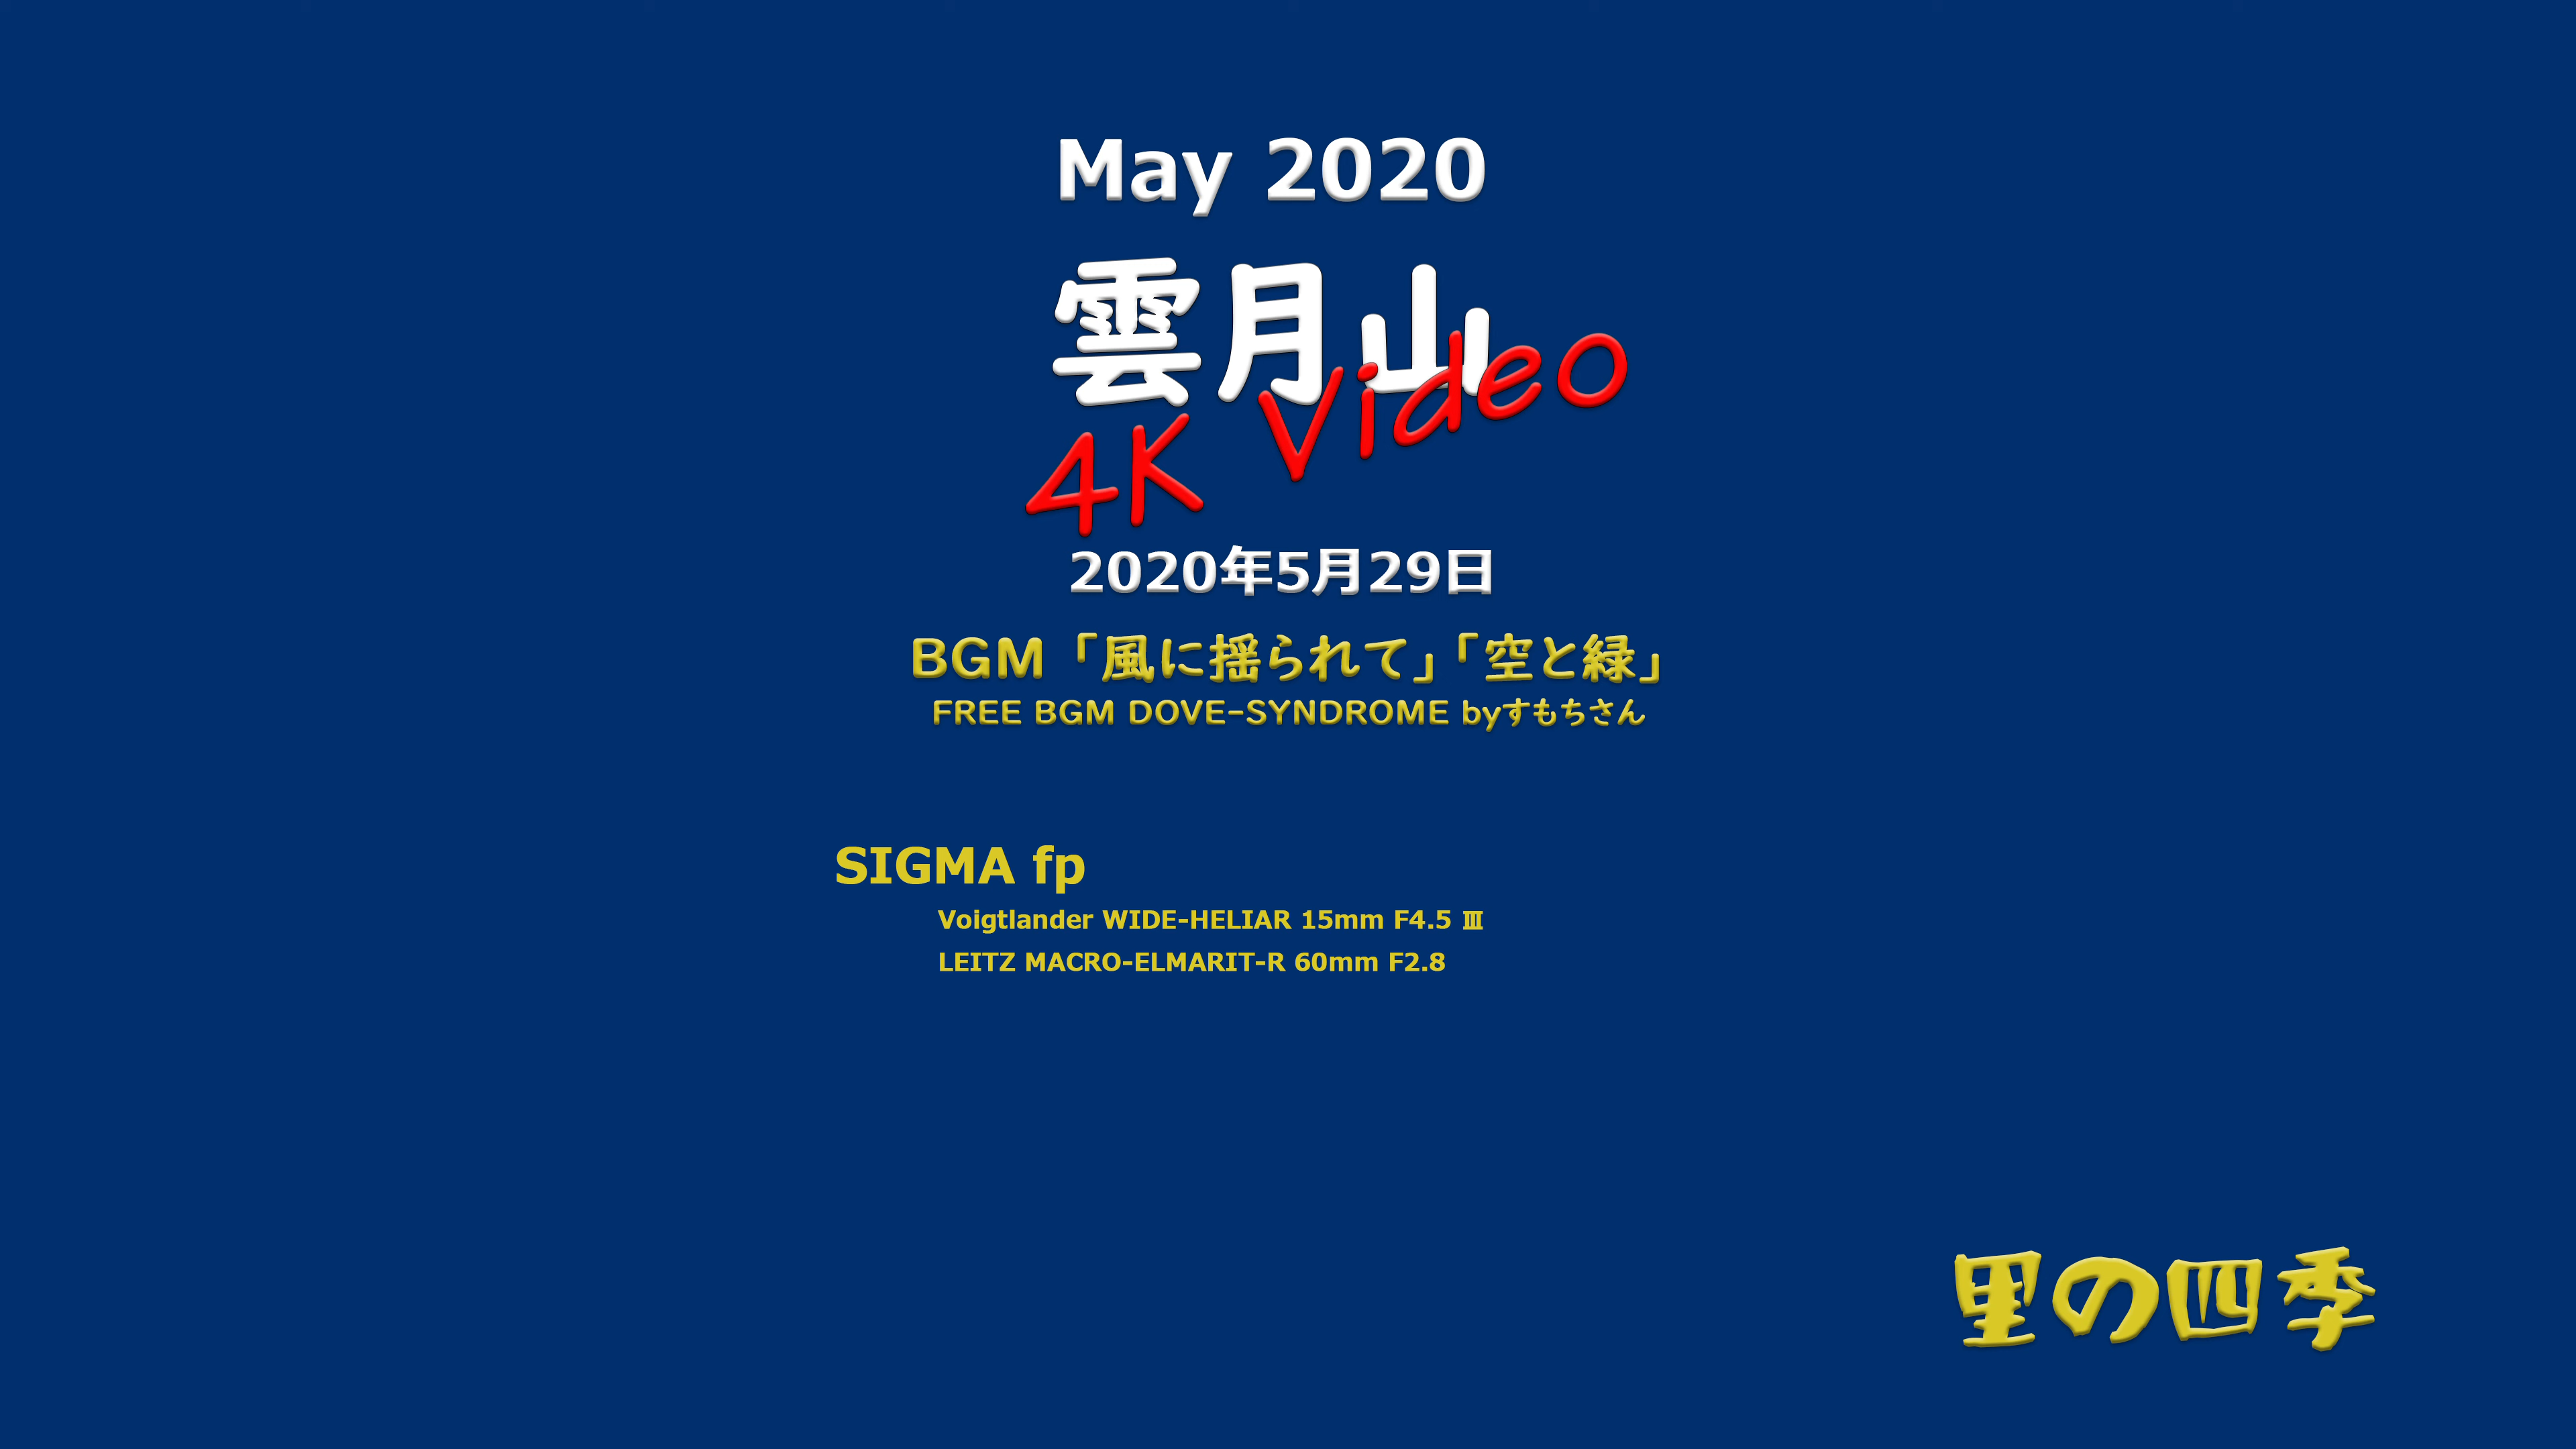 May 2020
雲月山
4K Video
2020年5月29日
BGM「風に揺られて」「空と緑」
FREE BGM DOVE-SYNDROME byすもちさん
SIGMA fp
Voigtlander WIDE-HELIAR 15mm F4.5 Ⅲ
LEITZ MACRO-ELMARIT-R 60mm F2.8
里の四季